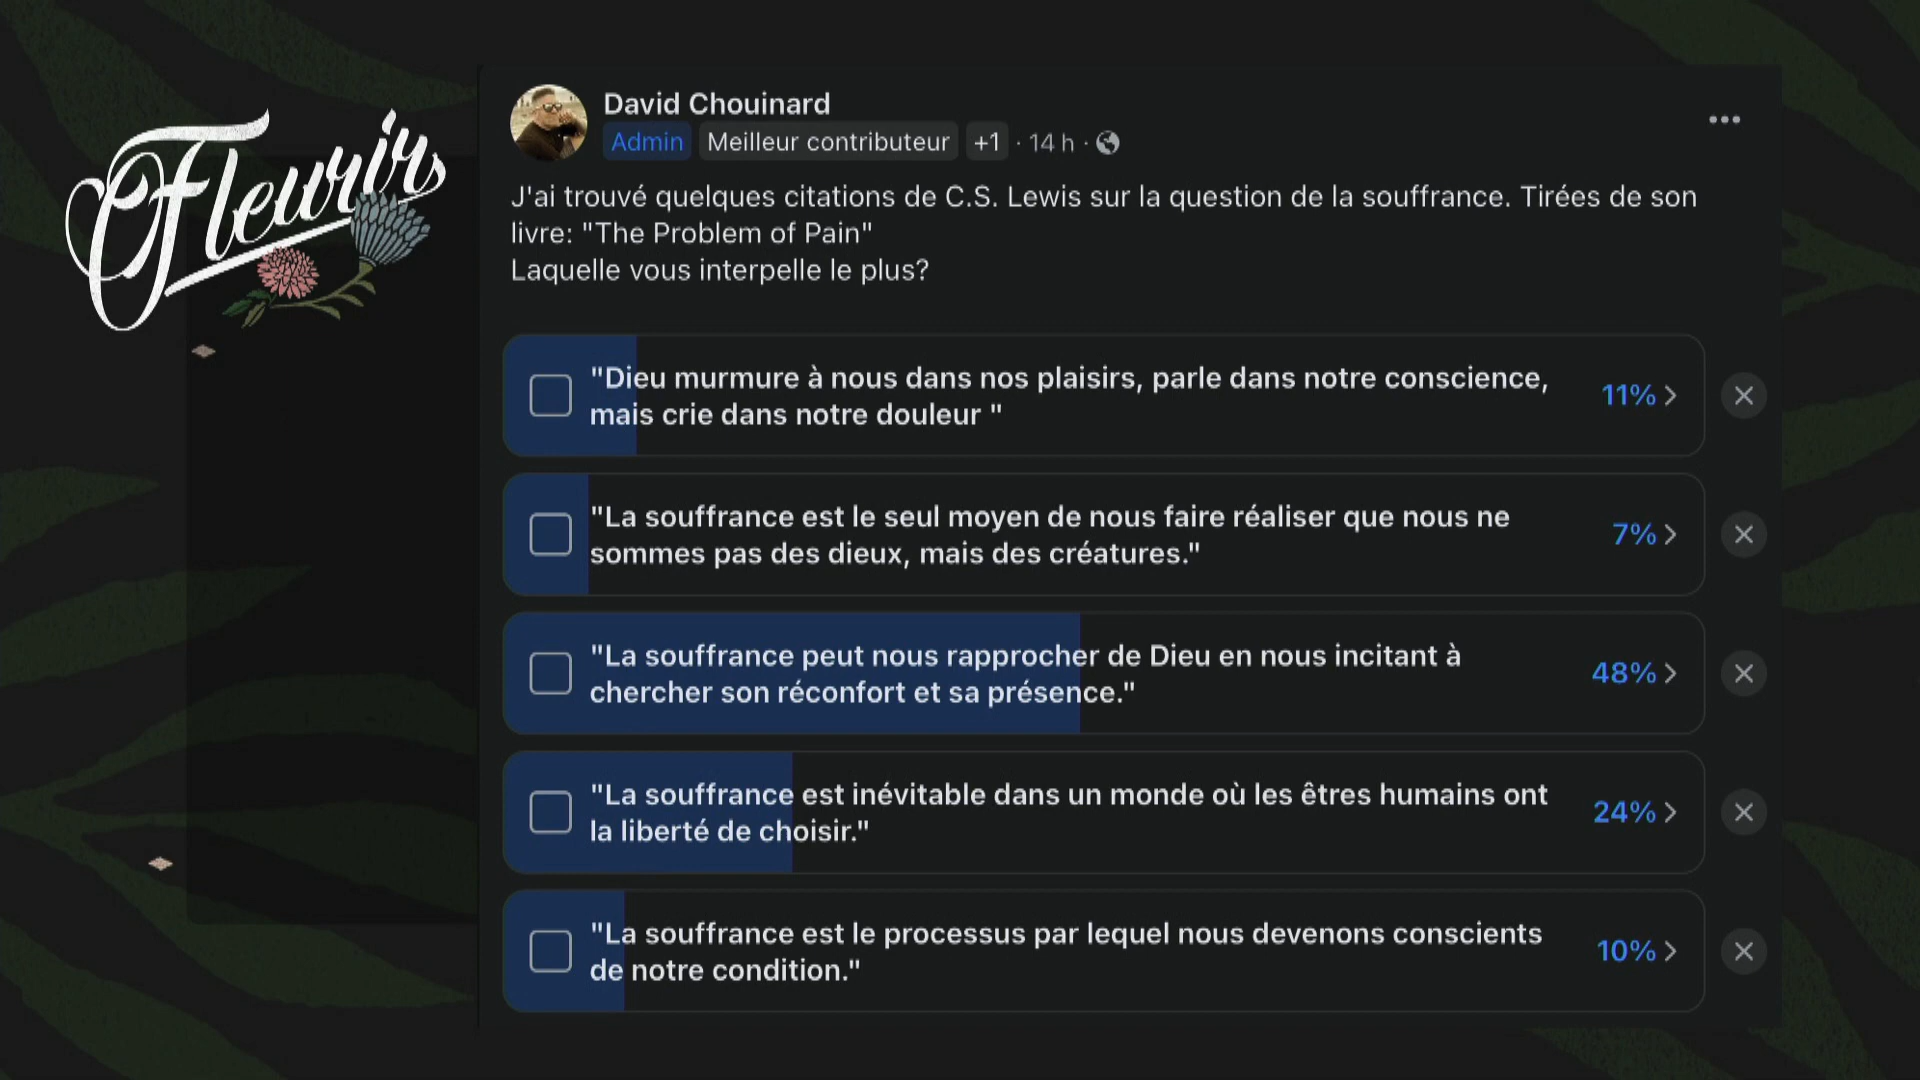 Fleurir
David Chouinard
Admin Meilleur contributeur +1 · 14 h ·
J'ai trouvé quelques citations de C.S. Lewis sur la question de la souffrance. Tirées de son
livre: "The Problem of Pain"
Laquelle vous interpelle le plus?
"Dieu murmure à nous dans nos plaisirs, parle dans notre conscience,
mais crie dans notre douleur "
11%
"La souffrance est le seul moyen de nous faire réaliser que nous ne
sommes pas des dieux, mais des créatures."
7%
"La souffrance peut nous rapprocher de Dieu en nous incitant à
chercher son réconfort et sa présence."
48%
"La souffrance est inévitable dans un monde où les êtres humains ont
la liberté de choisir."
24%
"La souffrance est le processus par lequel nous devenons conscients
de notre condition."
10%